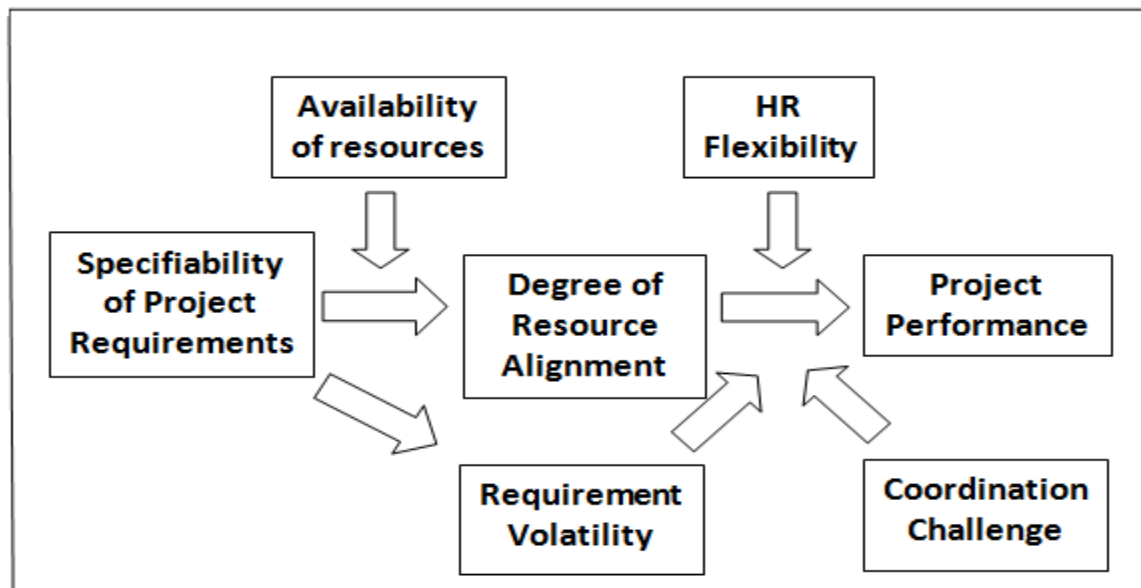 Availability
of resources
HR
Flexibility
Specifiability
of Project
Requirements
Degree of
Resource
Alignment
Project
Performance
Requirement
Volatility
Coordination
Challenge